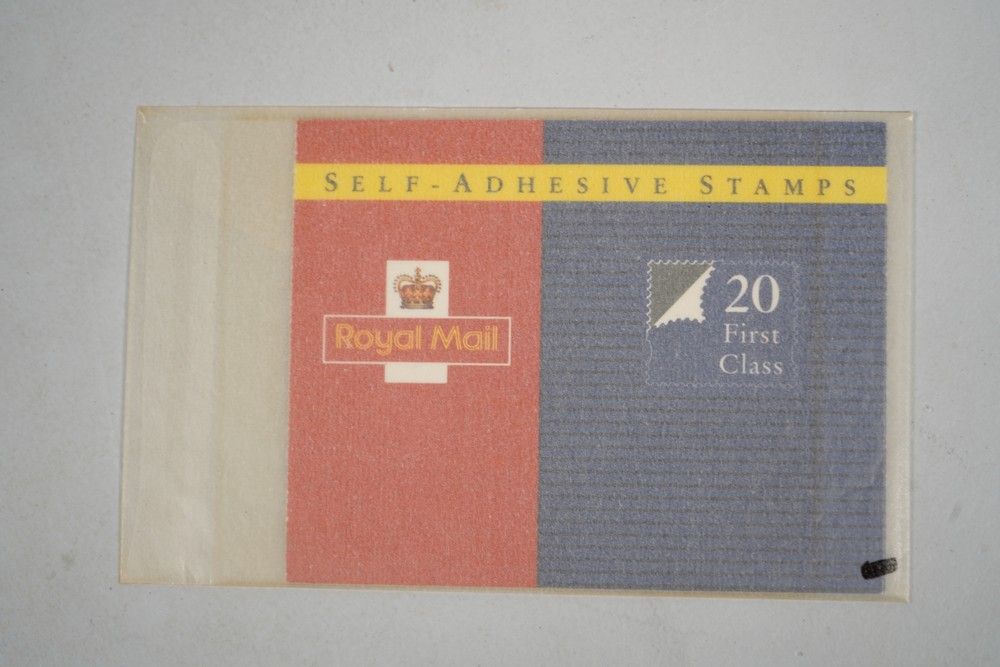 SELF-ADHESIVE STAMPS
Royal Mail
20
First
Class